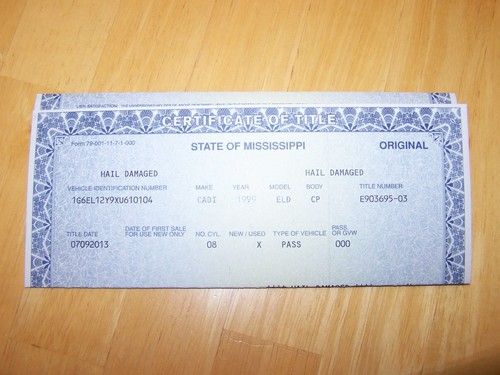 CERTIFICATE OF TITLE
Form 79-001-11-7-1-000
STATE OF MISSISSIPPI
ORIGINAL
HAIL DAMAGED HAIL DAMAGED
VEHICLE IDENTIFICATION NUMBER MAKE YEAR MODEL BODY TITLE NUMBER
1G6EL12Y9XU610104 CADI 1999 ELD CP E903695-03
TITLE DATE DATE OF FIRST SALE FOR USE NEW ONLY NO. CYL. NEW / USED TYPE OF VEHICLE PASS. OR GVW
07092013 08 X PASS 000